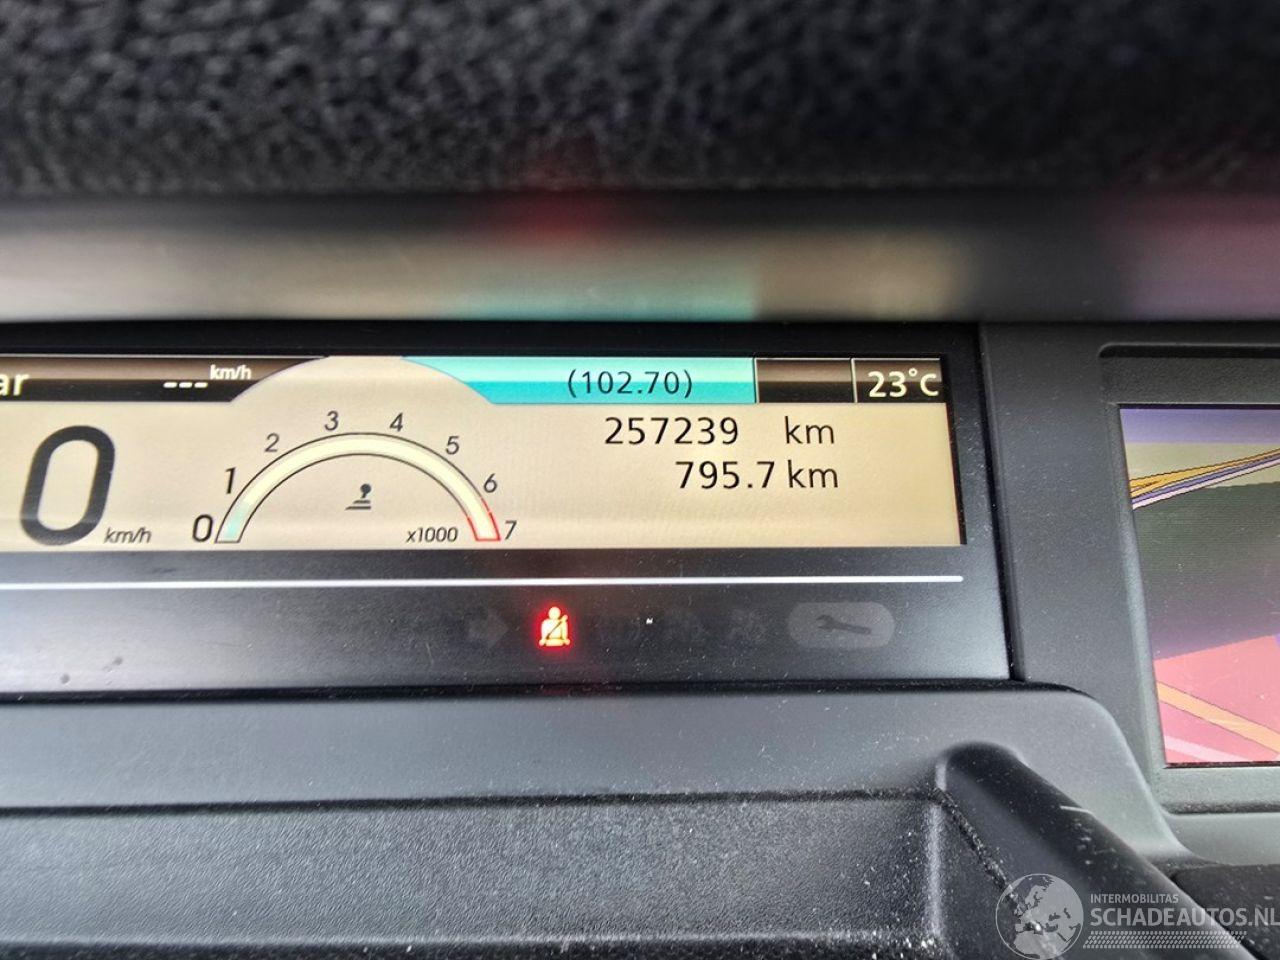 ar
--- km/h
(102.70)
23°C
257239 km
795.7 km
0 km/h
0 1 2 3 4 5 6 7
x1000
INTERMOBILITAS
SCHADEAUTOS.NL